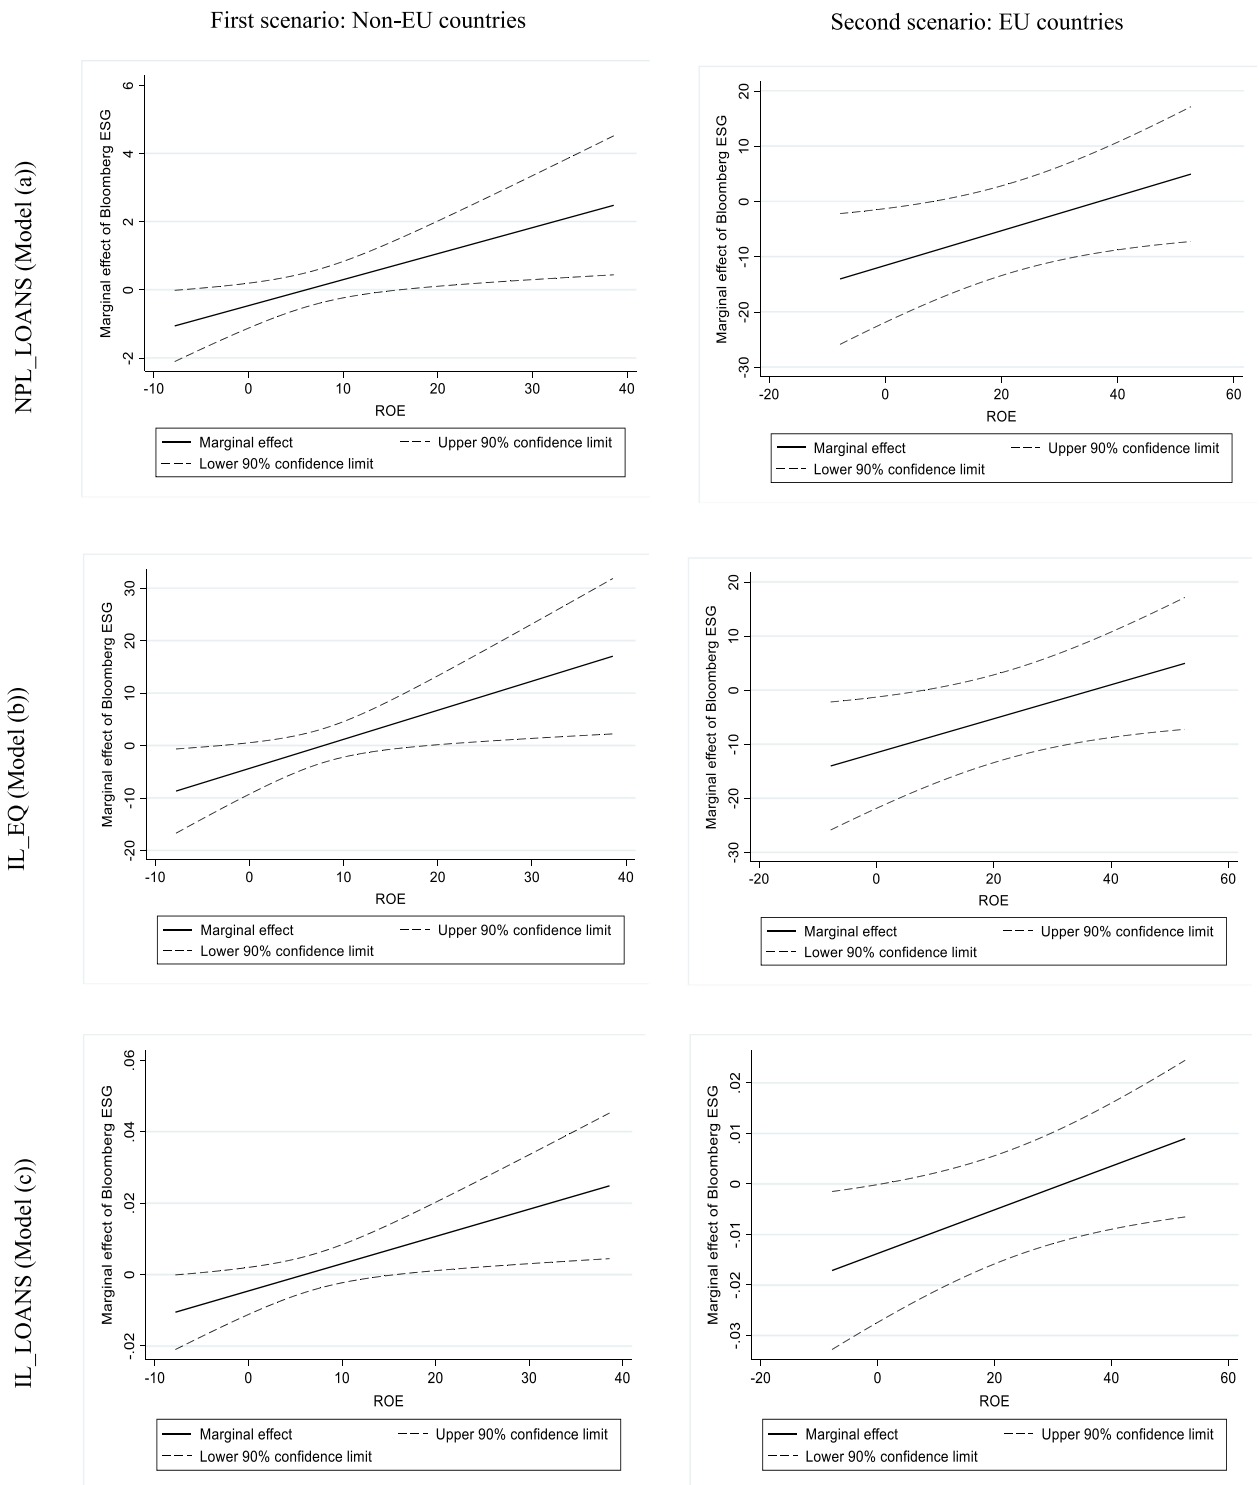 First scenario: Non-EU countries
Second scenario: EU countries
NPL_LOANS (Model (a))
Marginal effect of Bloomberg ESG
6
4
2
0
-2
-10
0
10
20
30
40
ROE
Marginal effect
Upper 90% confidence limit
Lower 90% confidence limit
Marginal effect of Bloomberg ESG
20
10
0
-10
-20
-30
-20
0
20
40
60
ROE
Marginal effect
Upper 90% confidence limit
Lower 90% confidence limit
IL_EQ (Model (b))
Marginal effect of Bloomberg ESG
30
20
10
0
-10
-20
-10
0
10
20
30
40
ROE
Marginal effect
Upper 90% confidence limit
Lower 90% confidence limit
Marginal effect of Bloomberg ESG
20
10
0
-10
-20
-30
-20
0
20
40
60
ROE
Marginal effect
Upper 90% confidence limit
Lower 90% confidence limit
IL_LOANS (Model (c))
Marginal effect of Bloomberg ESG
.06
.04
.02
0
-.02
-10
0
10
20
30
40
ROE
Marginal effect
Upper 90% confidence limit
Lower 90% confidence limit
Marginal effect of Bloomberg ESG
.02
.01
0
-.01
-.02
-.03
-20
0
20
40
60
ROE
Marginal effect
Upper 90% confidence limit
Lower 90% confidence limit